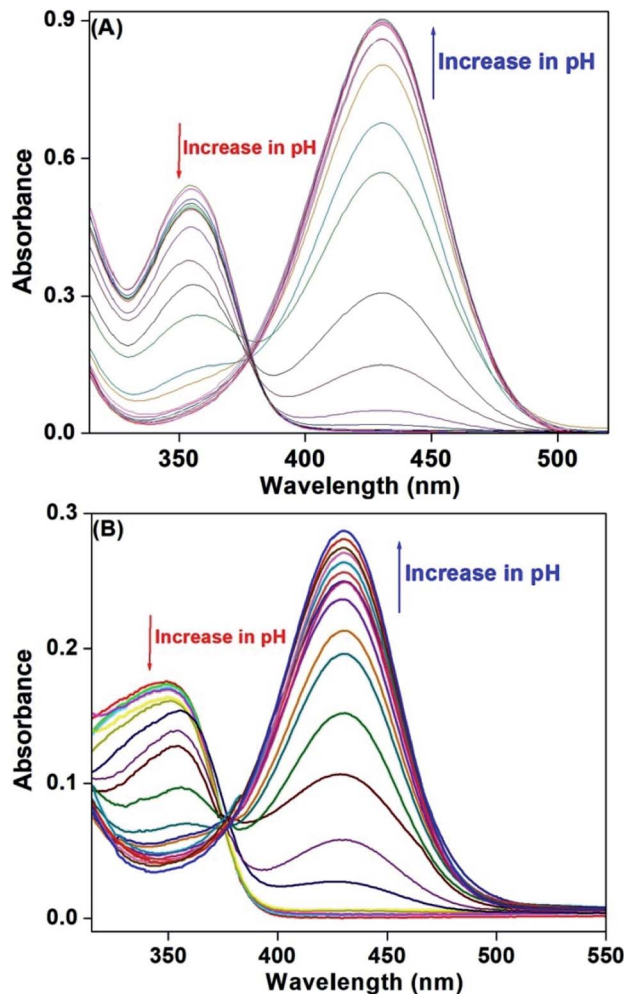 (A)
Increase in pH
Increase in pH
Absorbance
0.9
0.6
0.3
0.0
350
400
450
500
Wavelength (nm)
(B)
Increase in pH
Increase in pH
Absorbance
0.3
0.2
0.1
0.0
350
400
450
500
550
Wavelength (nm)